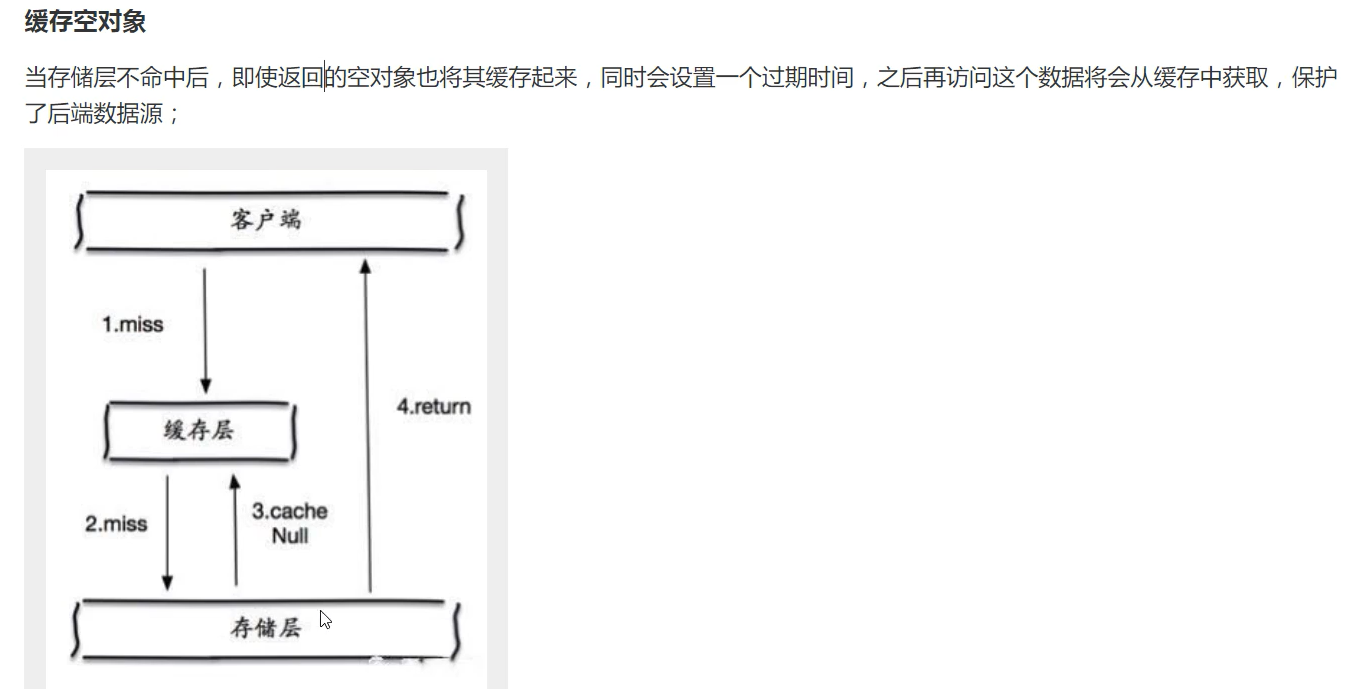 缓存空对象
当存储层不命中后，即使返回的空对象也将其缓存起来，同时会设置一个过期时间，之后再访问这个数据将会从缓存中获取，保护
了后端数据源；
客户端
1.miss
4.return
缓存层
2.miss
3.cache
Null
存储层